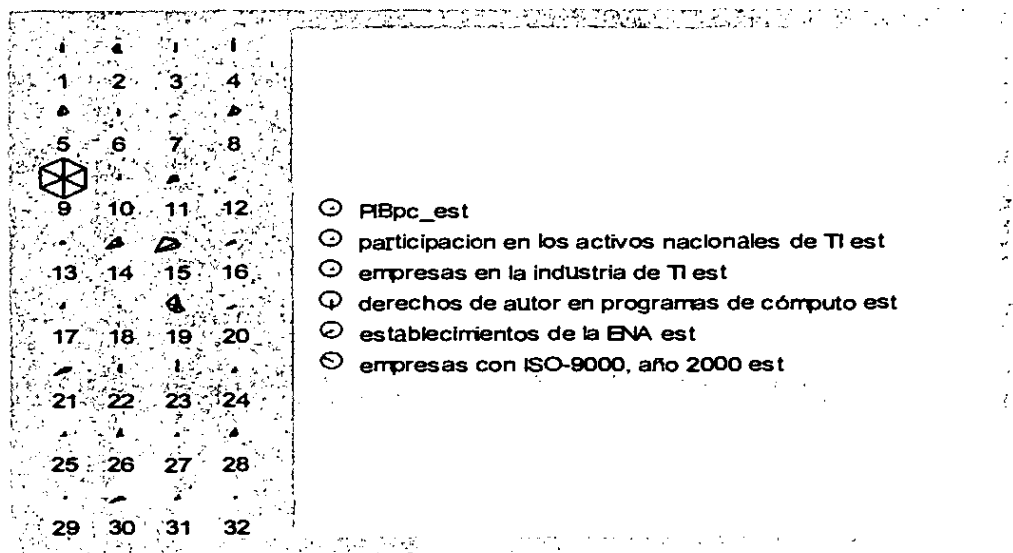 1 2 3 4
5 6 7 8
9 10 11 12
13 14 15 16
17 18 19 20
21 22 23 24
25 26 27 28
29 30 31 32
PIBpc_est
participacion en los activos nacionales de TI est
empresas en la industria de TI est
derechos de autor en programas de cómputo est
establecimientos de la ENA est
empresas con ISO-9000, año 2000 est